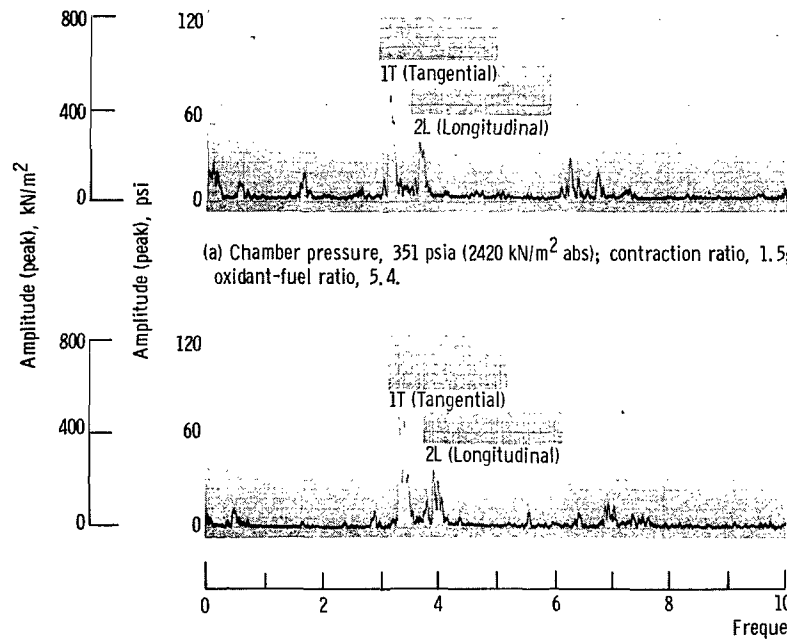 800
120
1T (Tangential)
400
60
2L (Longitudinal)
0
0
Amplitude (peak), kN/m2
Amplitude (peak), psi
(a) Chamber pressure, 351 psia (2420 kN/m2 abs); contraction ratio, 1.5;
oxidant-fuel ratio, 5.4.
800
120
1T (Tangential)
400
60
2L (Longitudinal)
0
0
0 2 4 6 8 10
Freque